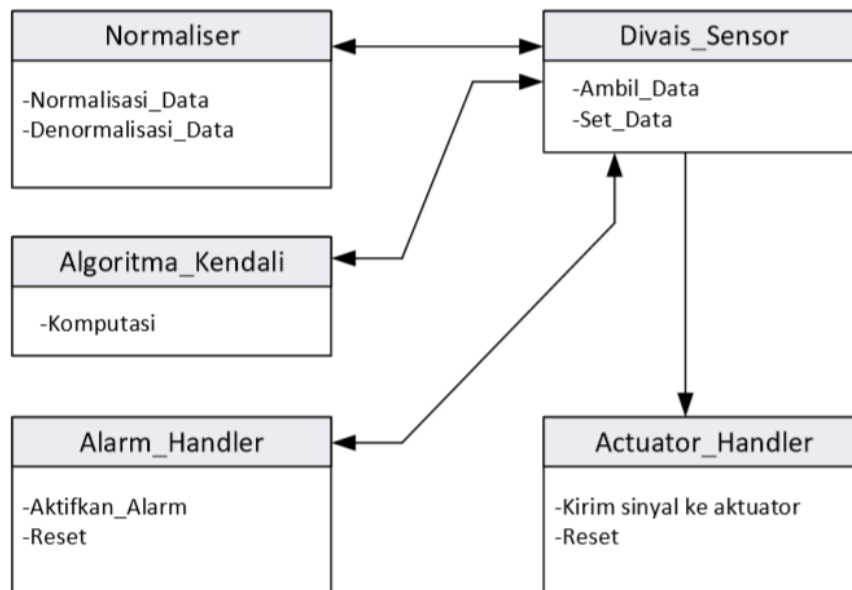 Normaliser
-Normalisasi_Data
-Denormalisasi_Data
Divais_Sensor
-Ambil_Data
-Set_Data
Algoritma_Kendali
-Komputasi
Alarm_Handler
-Aktifkan_Alarm
-Reset
Actuator_Handler
-Kirim sinyal ke aktuator
-Reset